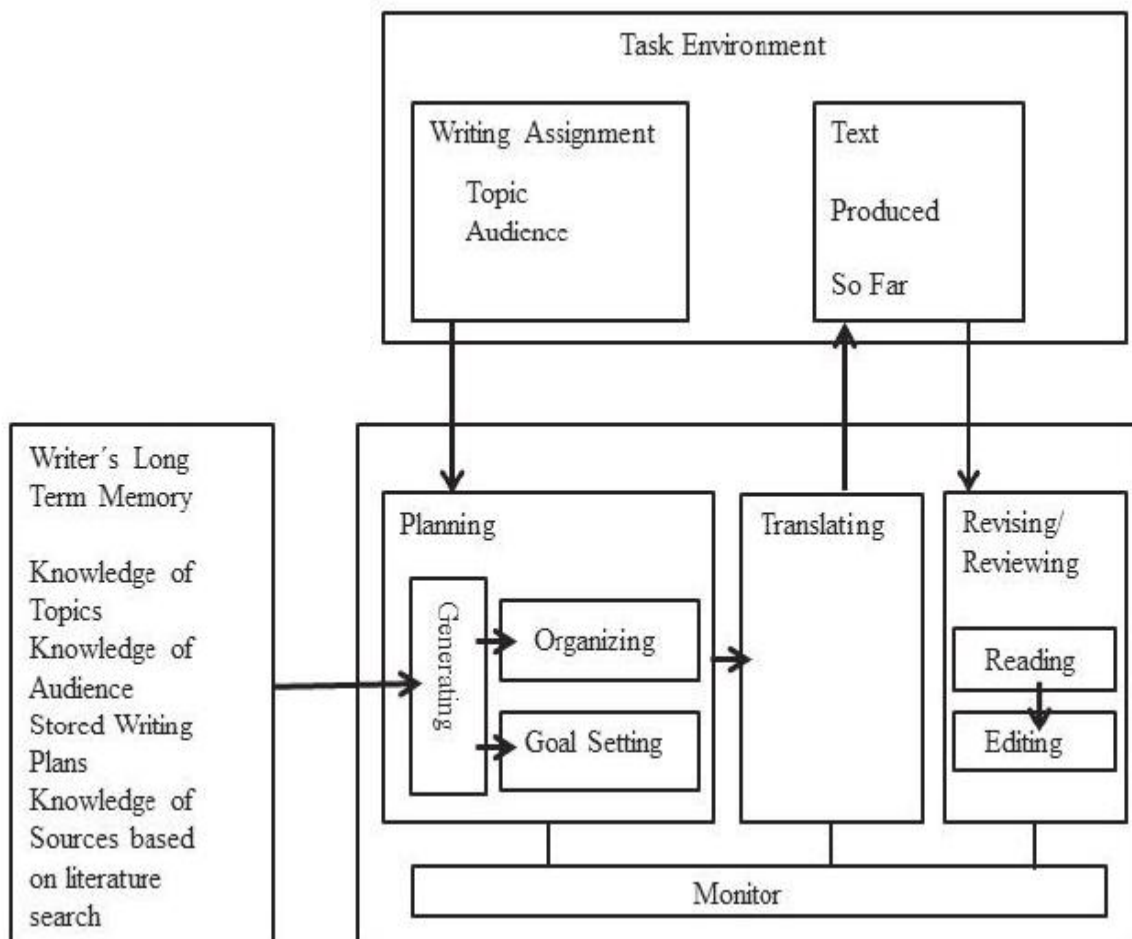 Task Environment
Writing Assignment
Topic
Audience
Text
Produced
So Far
Writer´s Long
Term Memory
Knowledge of
Topics
Knowledge of
Audience
Stored Writing
Plans
Knowledge of
Sources based
on literature
search
Planning
Generating
Organizing
Goal Setting
Translating
Revising/
Reviewing
Reading
Editing
Monitor